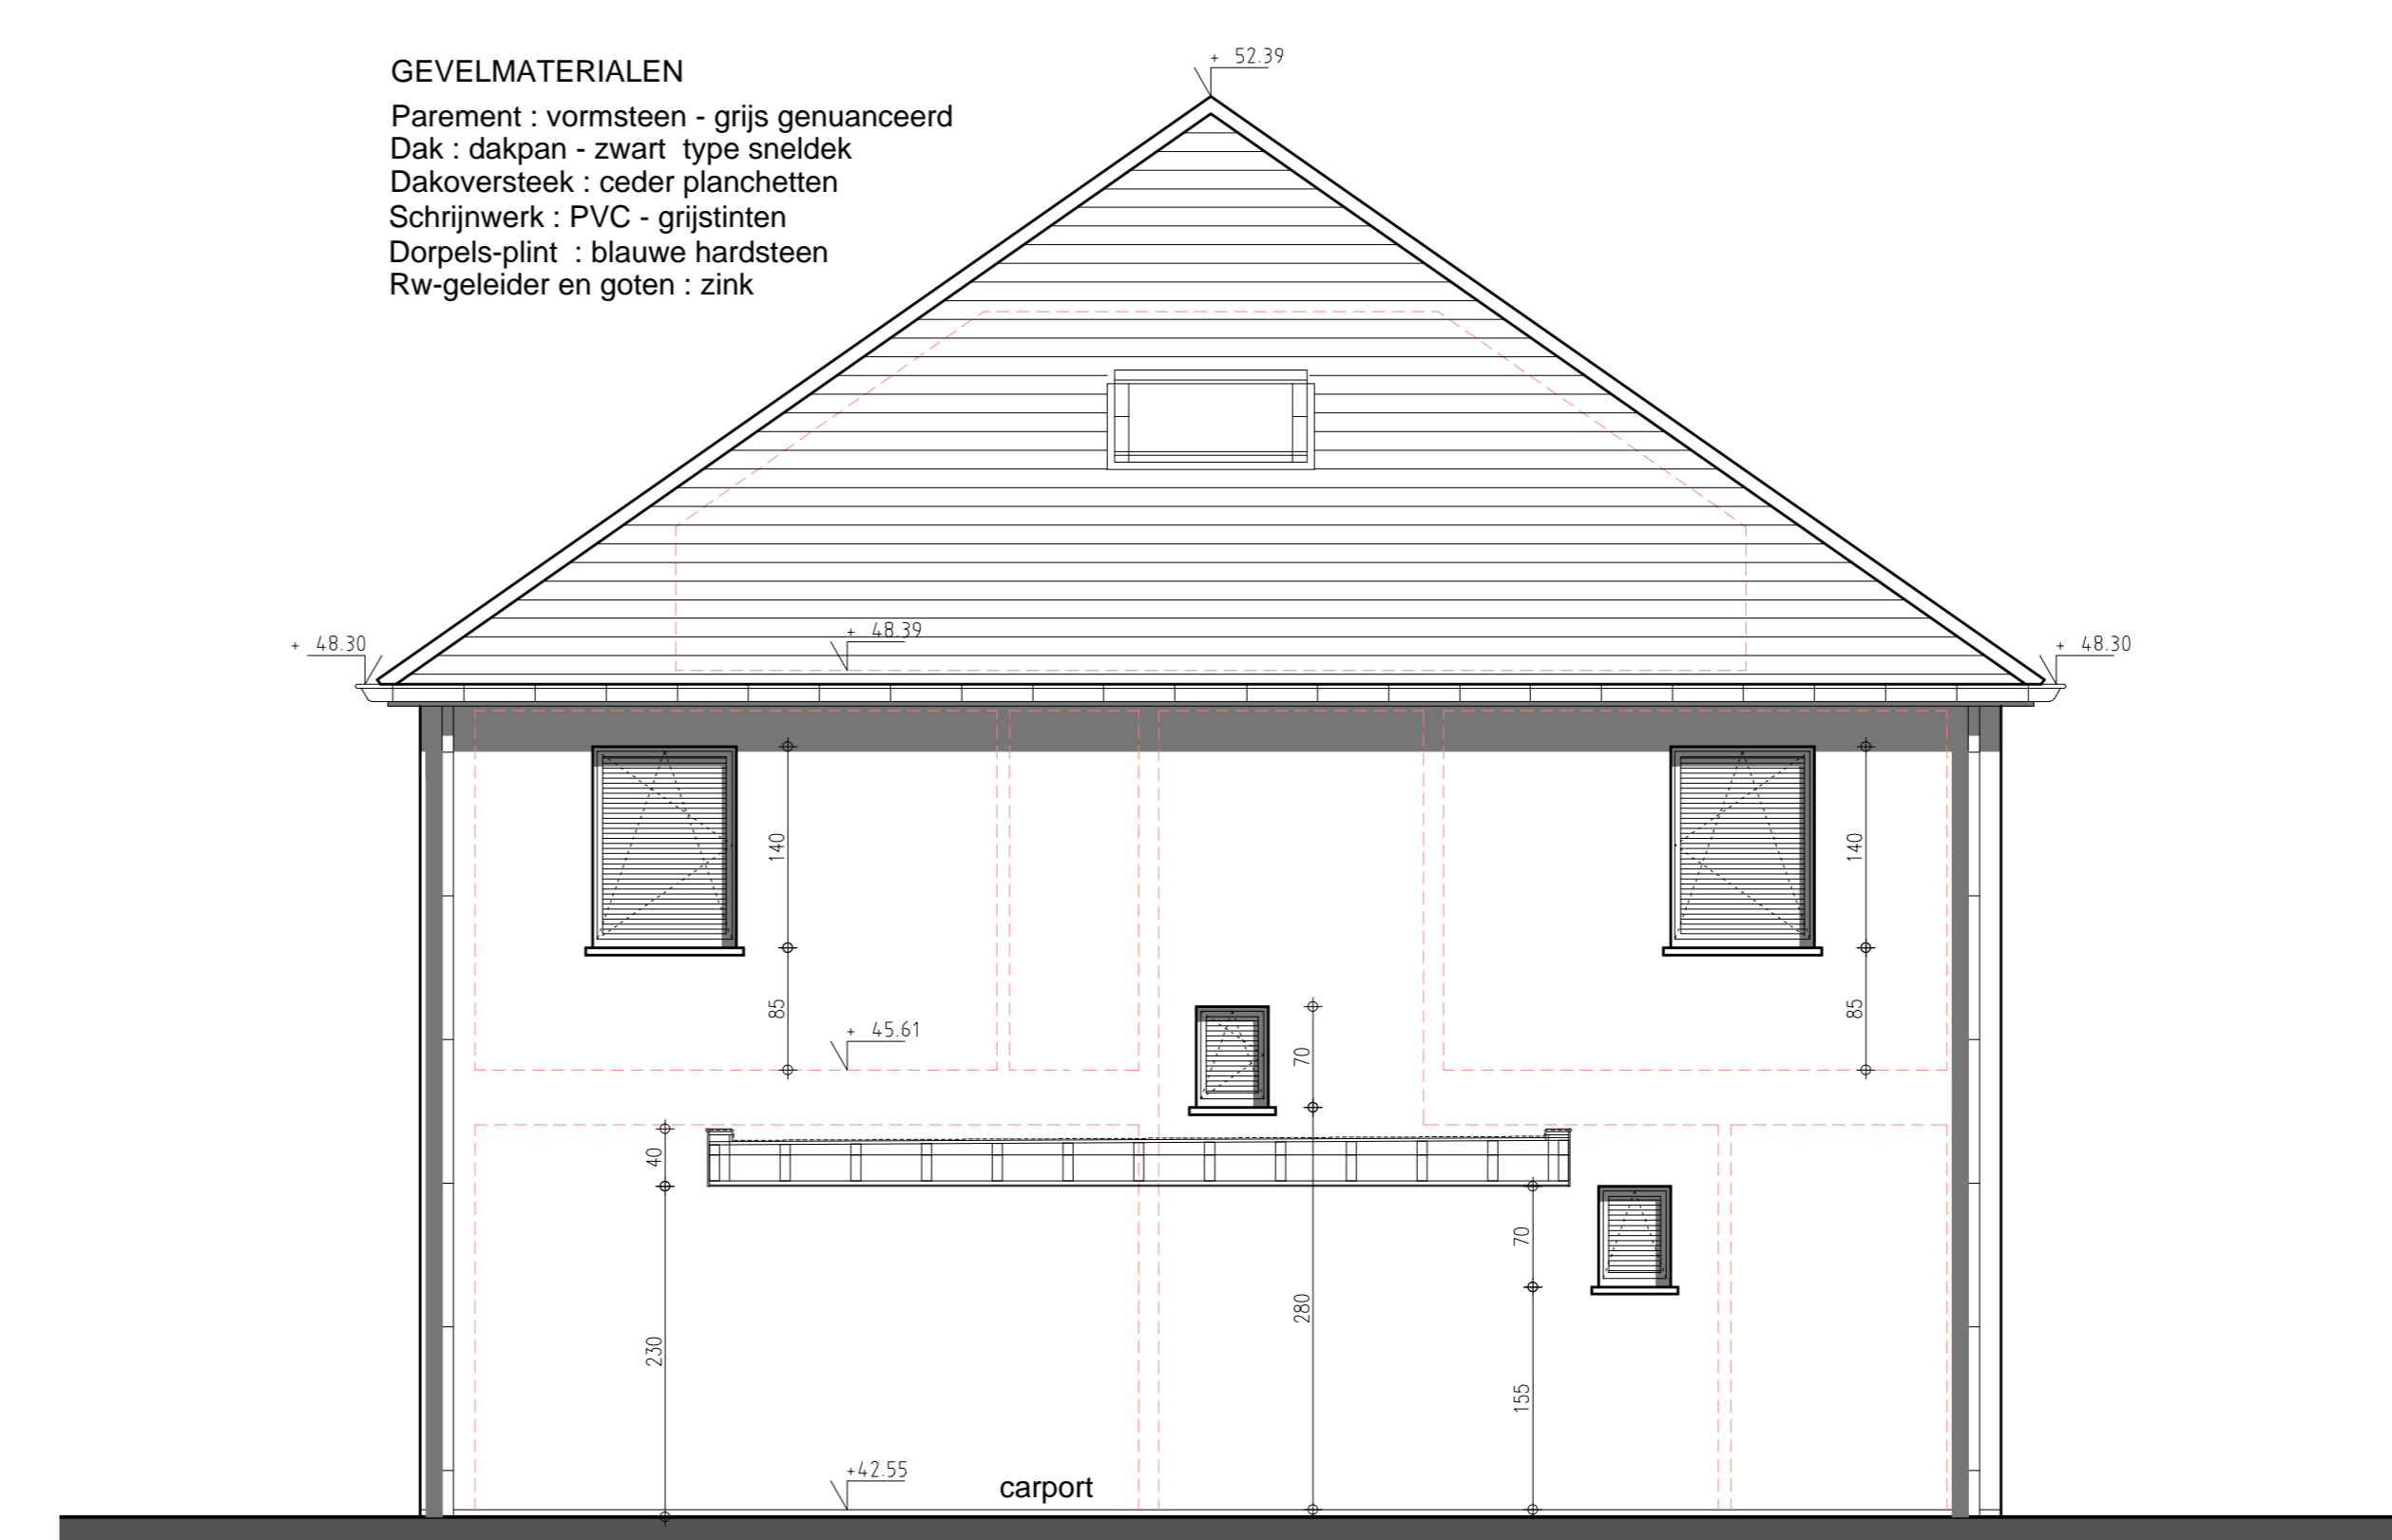 GEVELMATERIALEN
Parement : vormsteen - grijs genuanceerd
Dak : dakpan - zwart  type sneldek
Dakoversteek : ceder planchetten
Schrijnwerk : PVC - grijstinten
Dorpels-plint  : blauwe hardsteen
Rw-geleider en goten : zink
+ 52.39
+ 48.39
+ 48.30
+ 48.30
140
140
85
85
+ 45.61
70
40
70
280
230
155
+42.55
carport